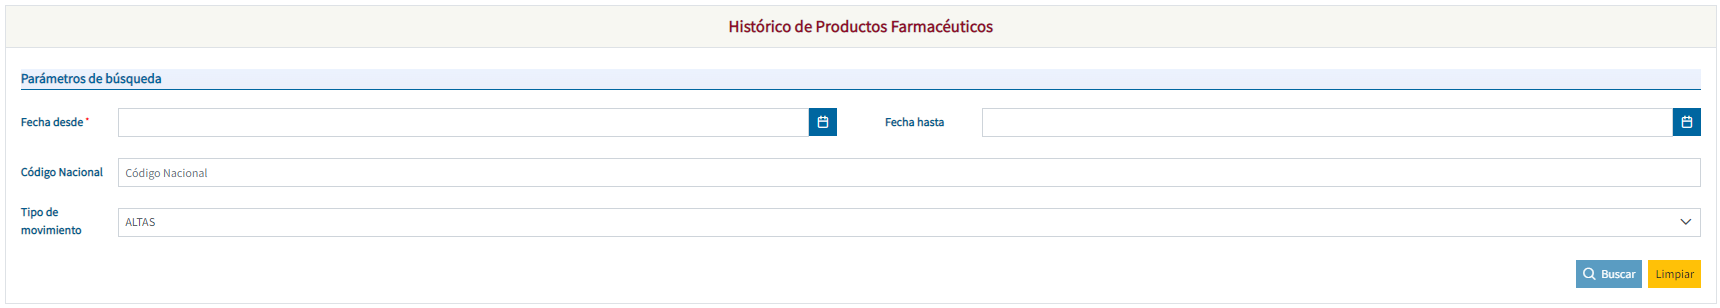 Histórico de Productos Farmacéuticos
Parámetros de búsqueda
Fecha desde *
Fecha hasta
Código Nacional
Código Nacional
Tipo de
movimiento
ALTAS
Buscar
Limpiar